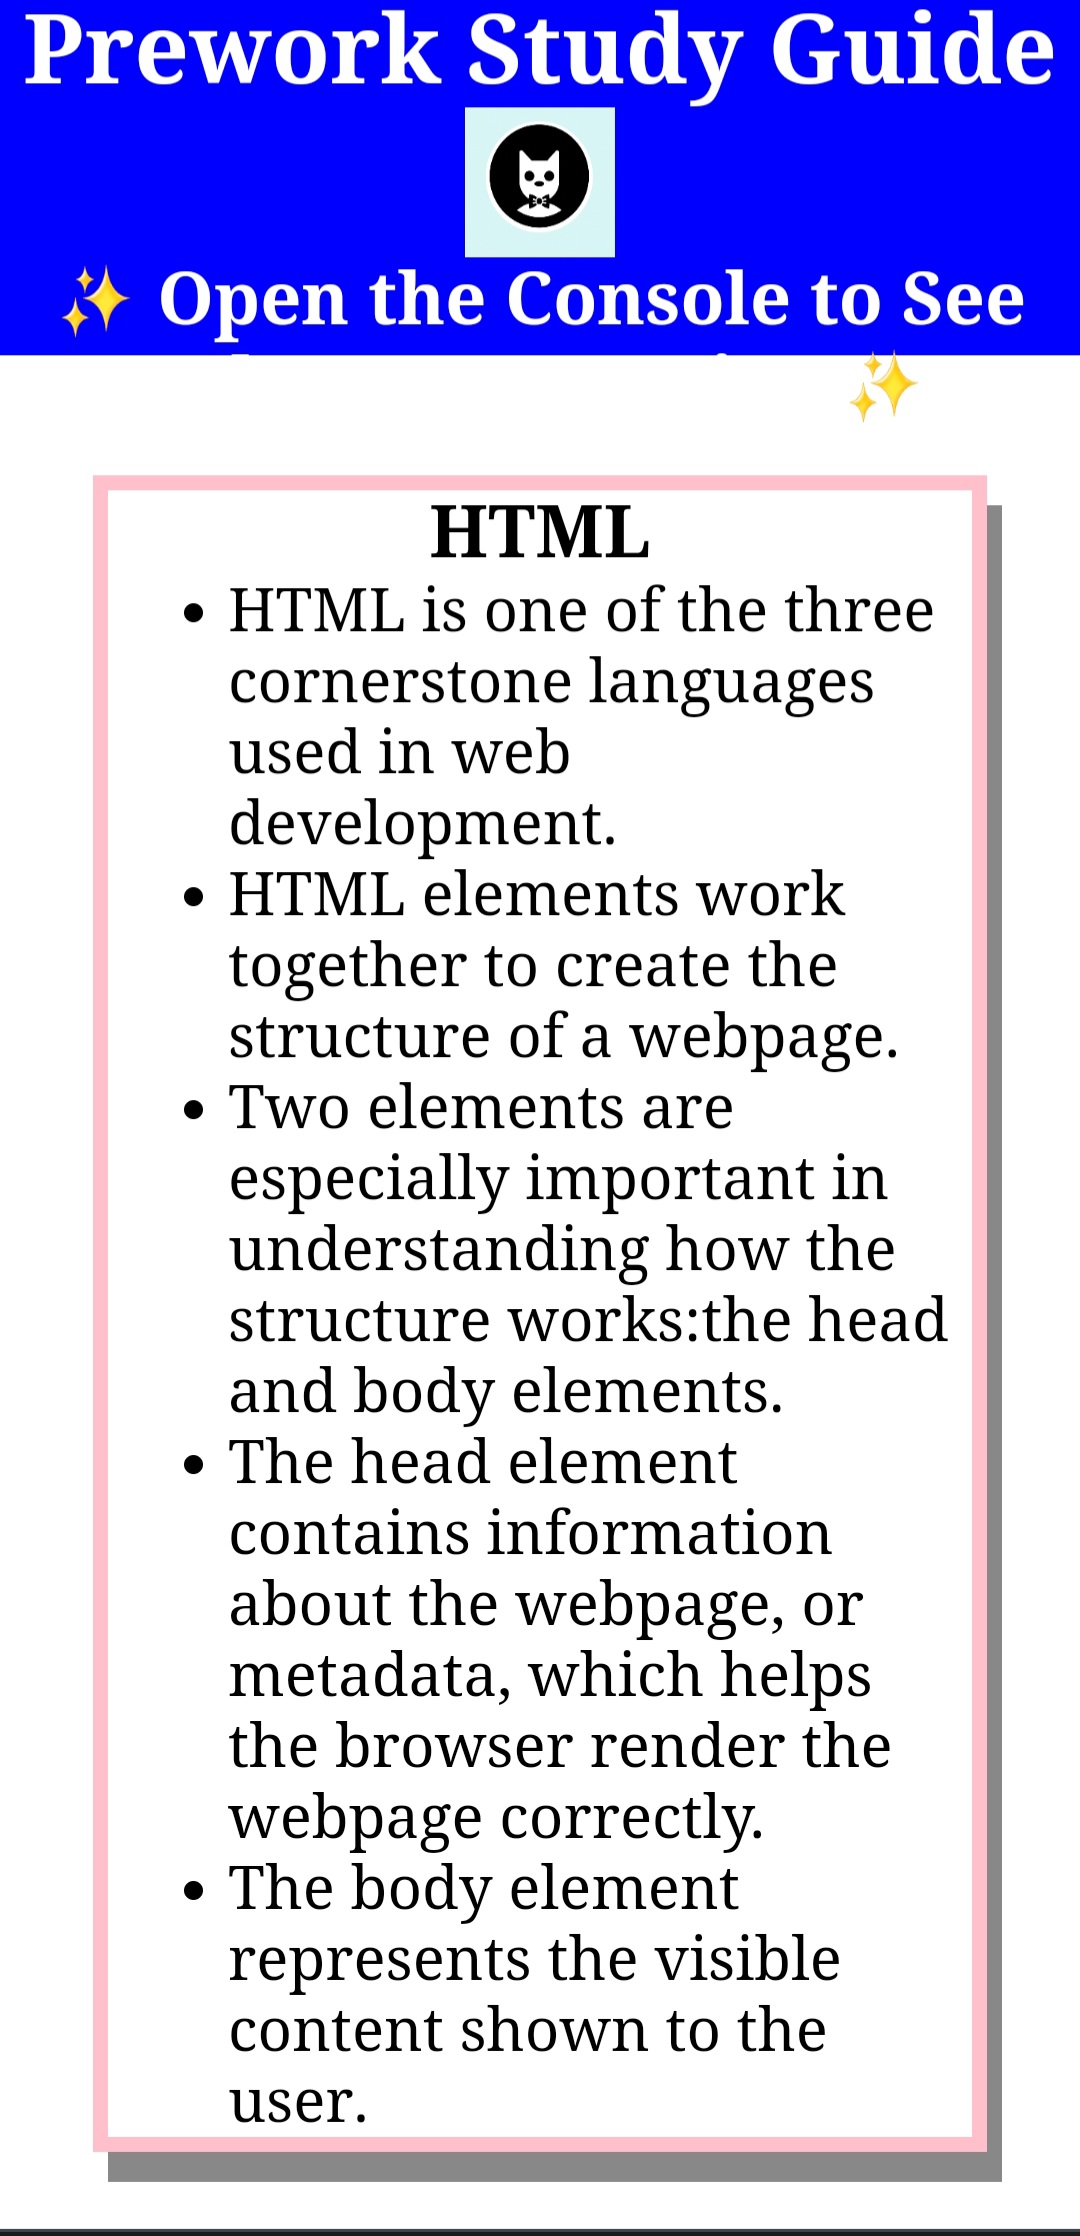 Prework Study Guide
✨ Open the Console to See
✨
HTML
• HTML is one of the three
cornerstone languages
used in web
development.
• HTML elements work
together to create the
structure of a webpage.
• Two elements are
especially important in
understanding how the
structure works:the head
and body elements.
• The head element
contains information
about the webpage, or
metadata, which helps
the browser render the
webpage correctly.
• The body element
represents the visible
content shown to the
user.